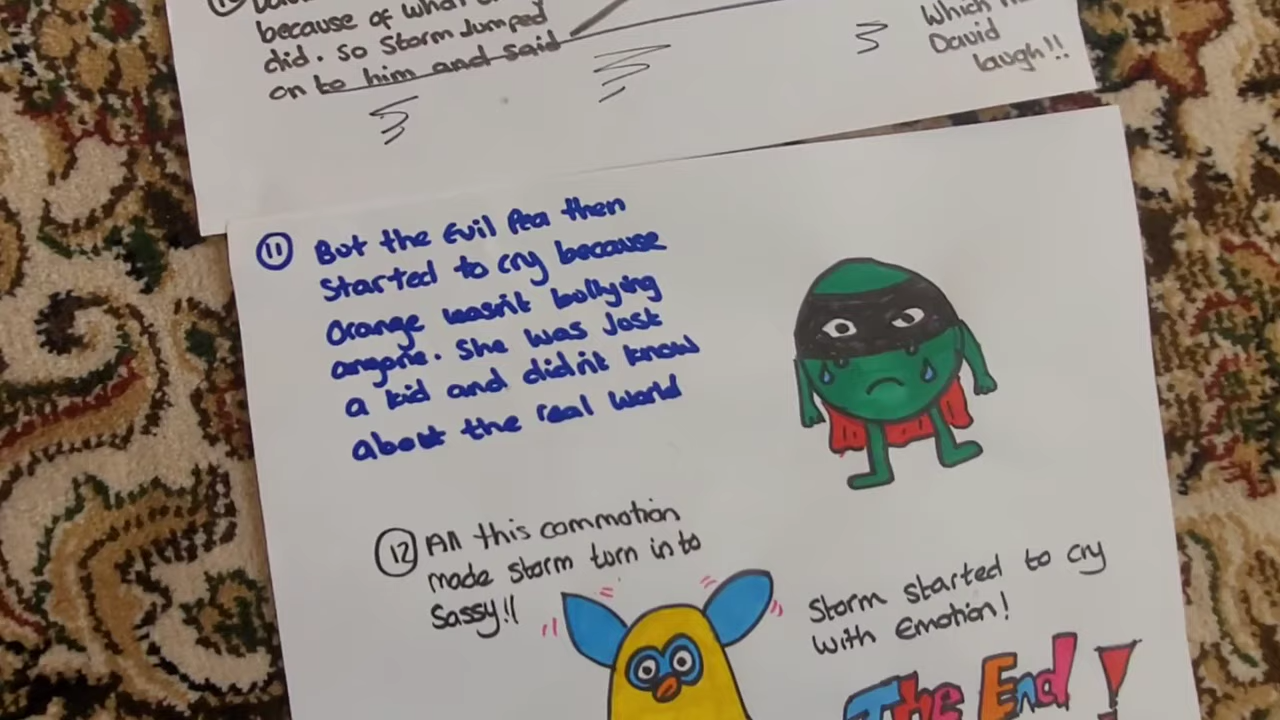 because of what
did. So Storm Jumped
on to him and said
Which
David
laugh!!
11 But the Evil Pea then
Started to cry because
Orange wasn't bullying
anyone. She was Just
a kid and didn't know
about the real world
12 All this commotion
made Storm turn in to
Sassy!!
Storm started to cry
with Emotion!
The End!